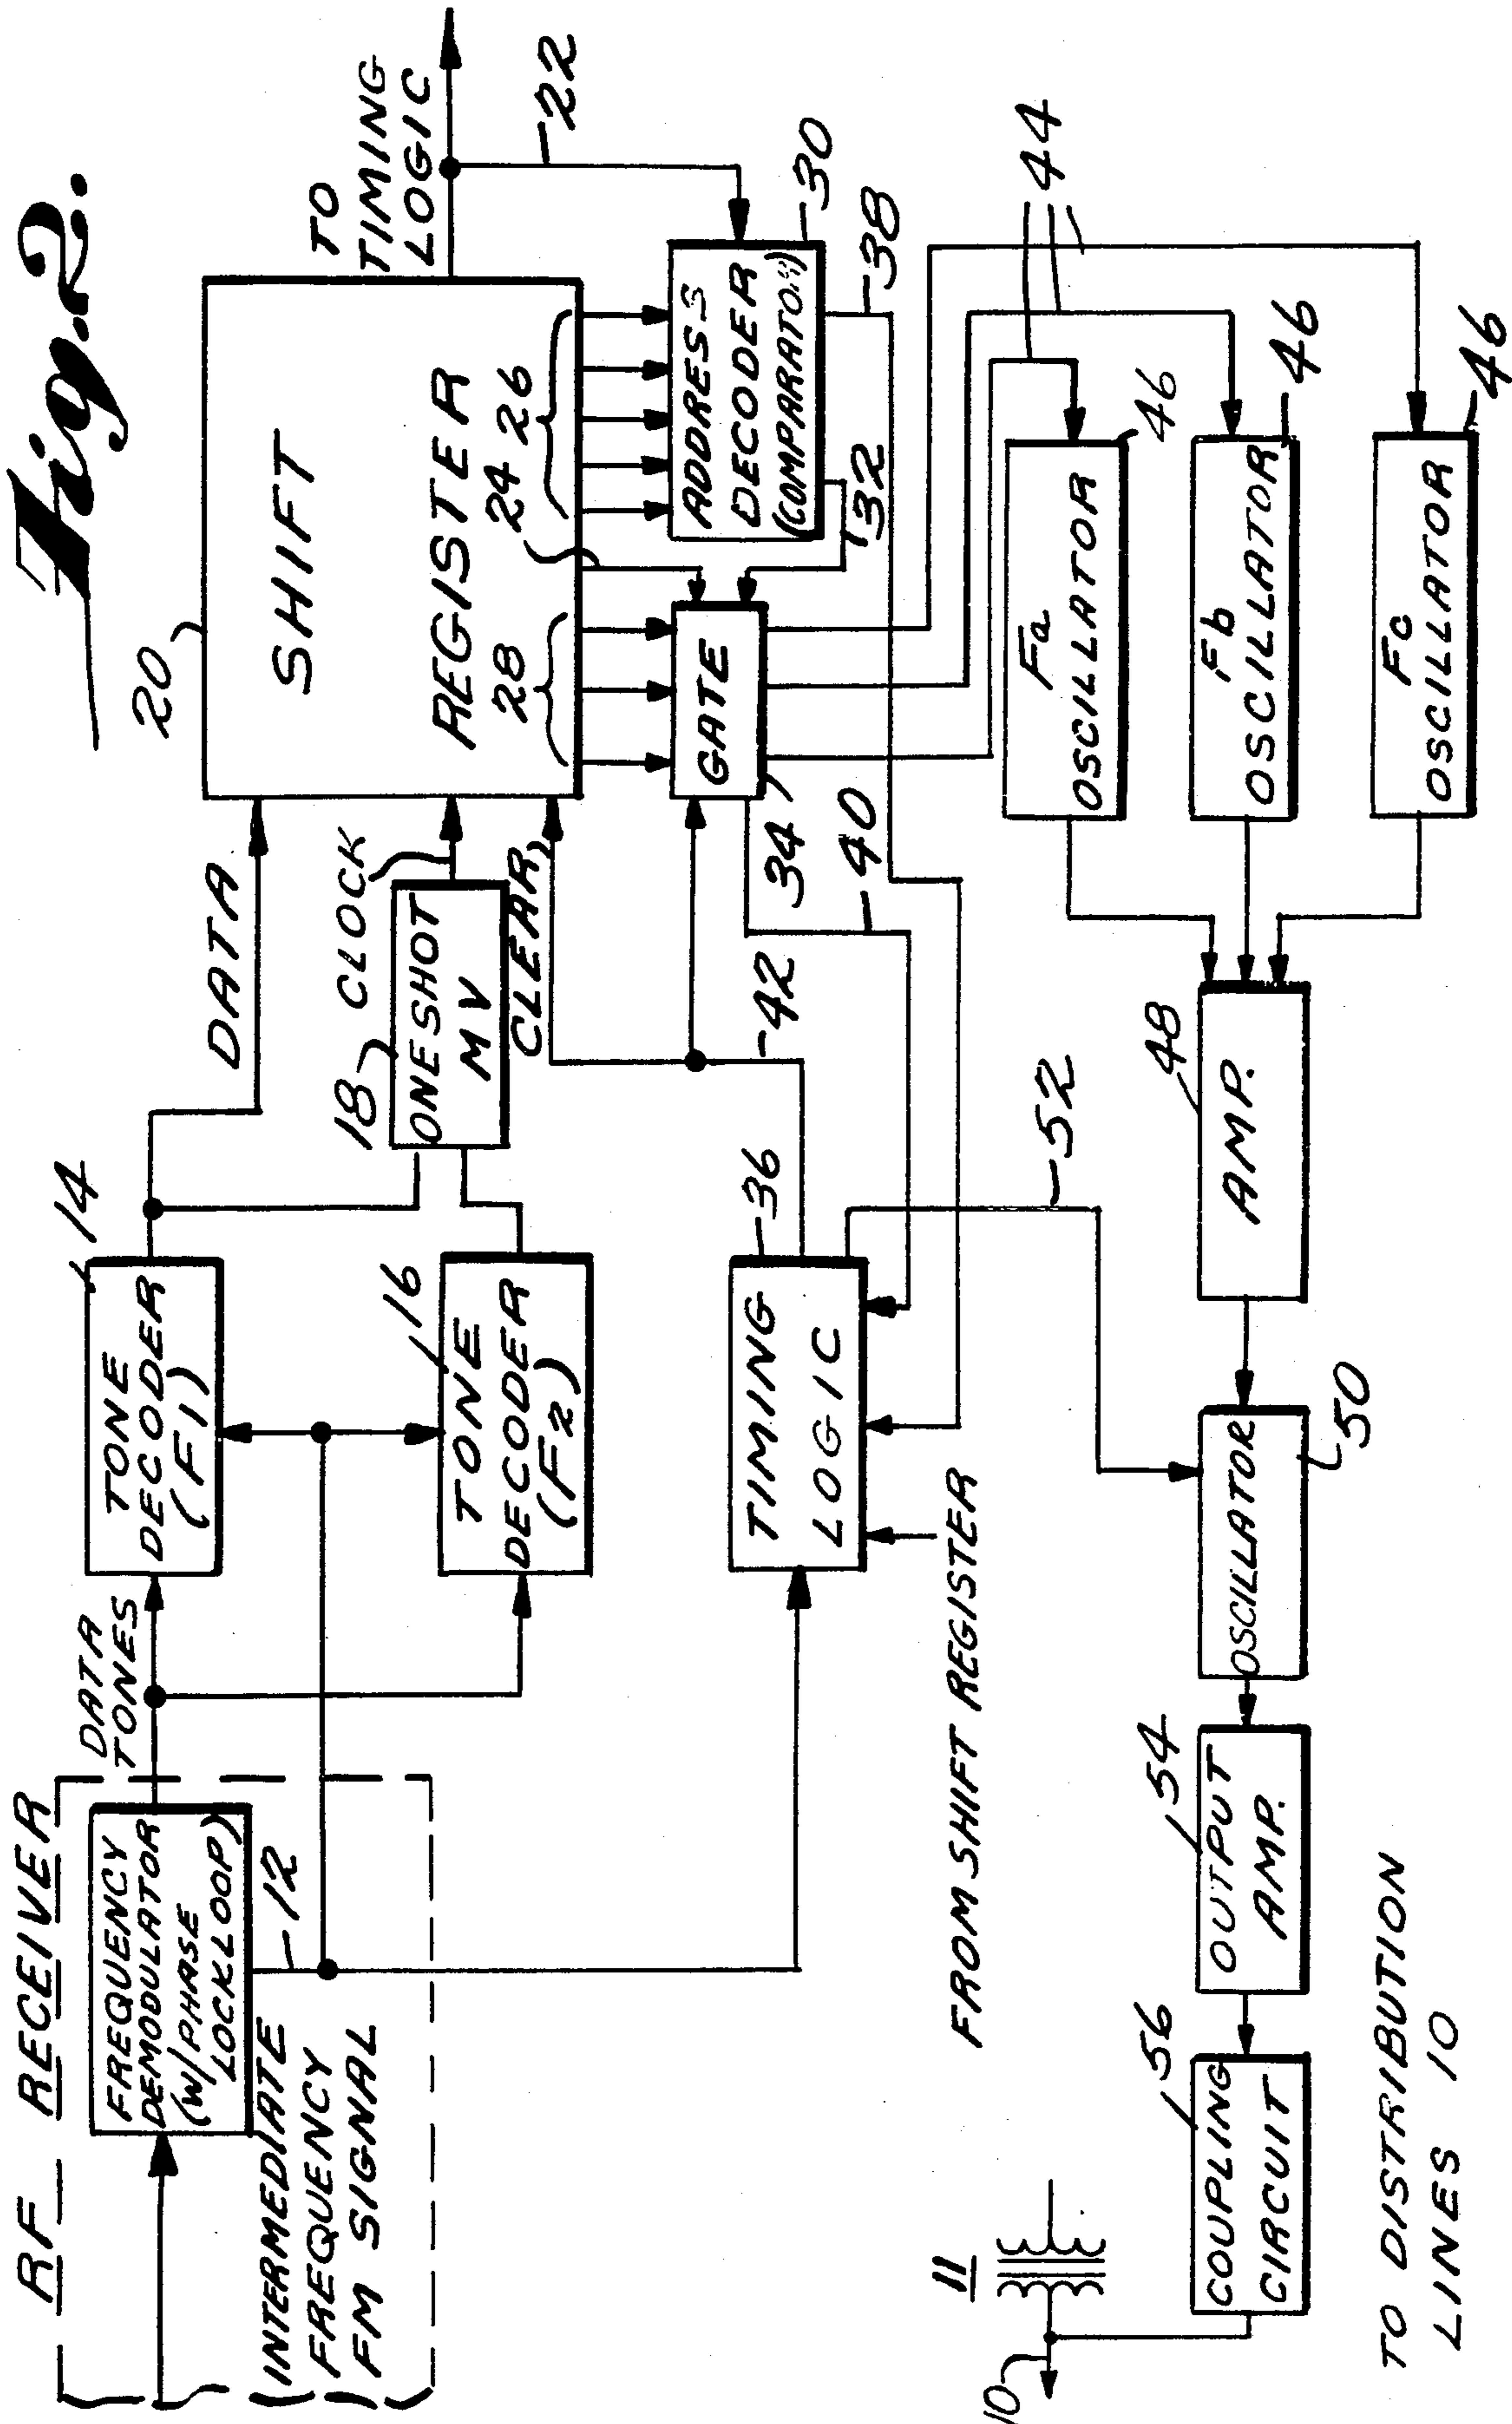 Fig. 2.
RF RECEIVER
FREQUENCY
DEMODULATOR
(W/PHASE
LOCKLOOP)
12
(INTERMEDIATE
FREQUENCY
FM SIGNAL)
DATA
TONES
TONE
DECODER
(F1)
14
TONE
DECODER
(F2)
16
DATA
18
CLOCK
ONE SHOT
MV
CLEAR
20
SHIFT
REGISTER
28
24
26
TO
TIMING
LOGIC
22
ADDRESS
DECODER
(COMPARATOR)
30
32
38
GATE
34
40
42
TIMING
LOGIC
36
FROM SHIFT REGISTER
52
44
Fa
OSCILLATOR
46
Fb
OSCILLATOR
46
Fc
OSCILLATOR
46
48
AMP.
OSCILLATOR
50
54
OUTPUT
AMP.
56
COUPLING
CIRCUIT
11
10
TO DISTRIBUTION
LINES 10